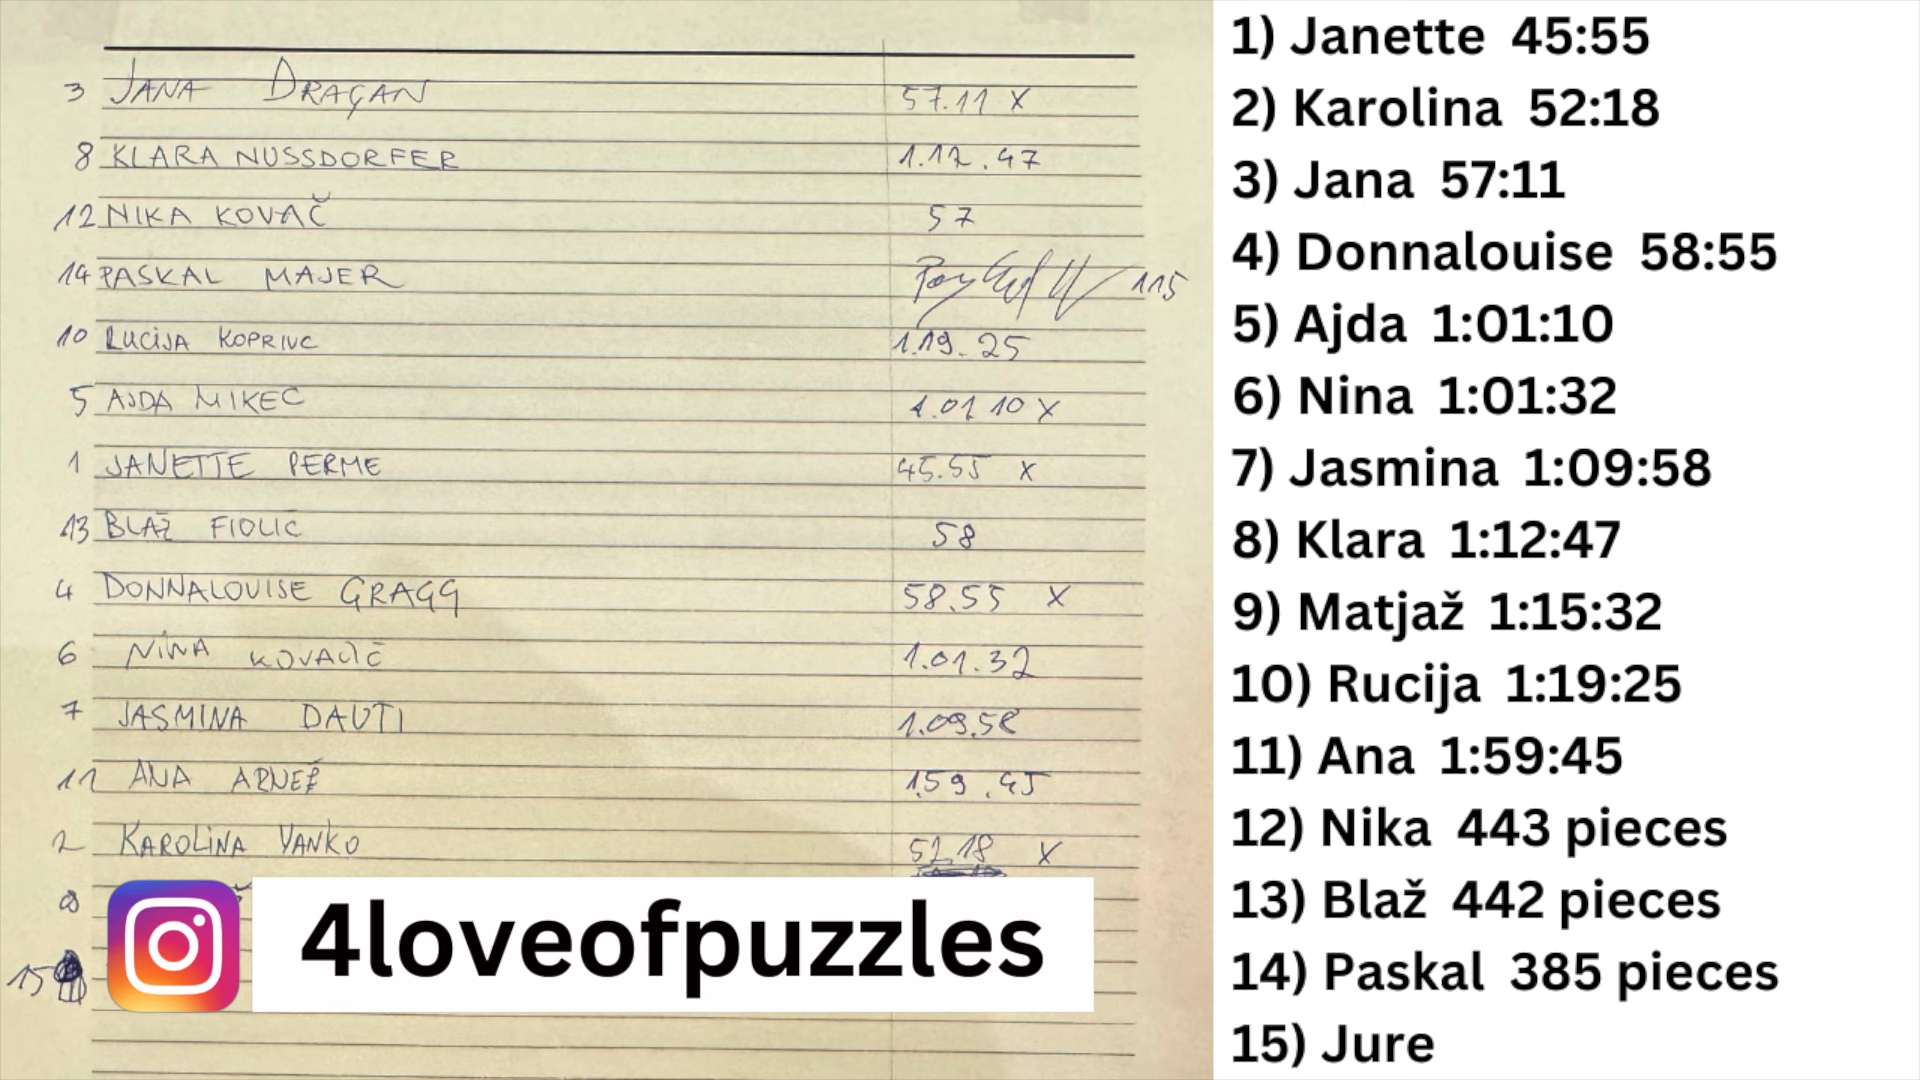 3 JANA DRAGAN 57.11 X
8 KLARA NUSSDORFER 1.12.47
12 NIKA KOVAČ 57
14 PASKAL MAJER 115
10 RUCIJA KOPRIVC 1.19.25
5 AJDA MIKEC 1.01 10 X
1 JANETTE PERME 45.55 X
13 BLAŽ FIOLIĆ 58
4 DONNALOUISE GRAGG 58.55 X
6 NINA KOVAČIČ 1.01.32
7 JASMINA DAUTI 1.09.58
11 ANA ARNEŽ 1.59.45
2 KAROLINA VANKO 52.18 X
15
4loveofpuzzles
1) Janette 45:55
2) Karolina 52:18
3) Jana 57:11
4) Donnalouise 58:55
5) Ajda 1:01:10
6) Nina 1:01:32
7) Jasmina 1:09:58
8) Klara 1:12:47
9) Matjaž 1:15:32
10) Rucija 1:19:25
11) Ana 1:59:45
12) Nika 443 pieces
13) Blaž 442 pieces
14) Paskal 385 pieces
15) Jure